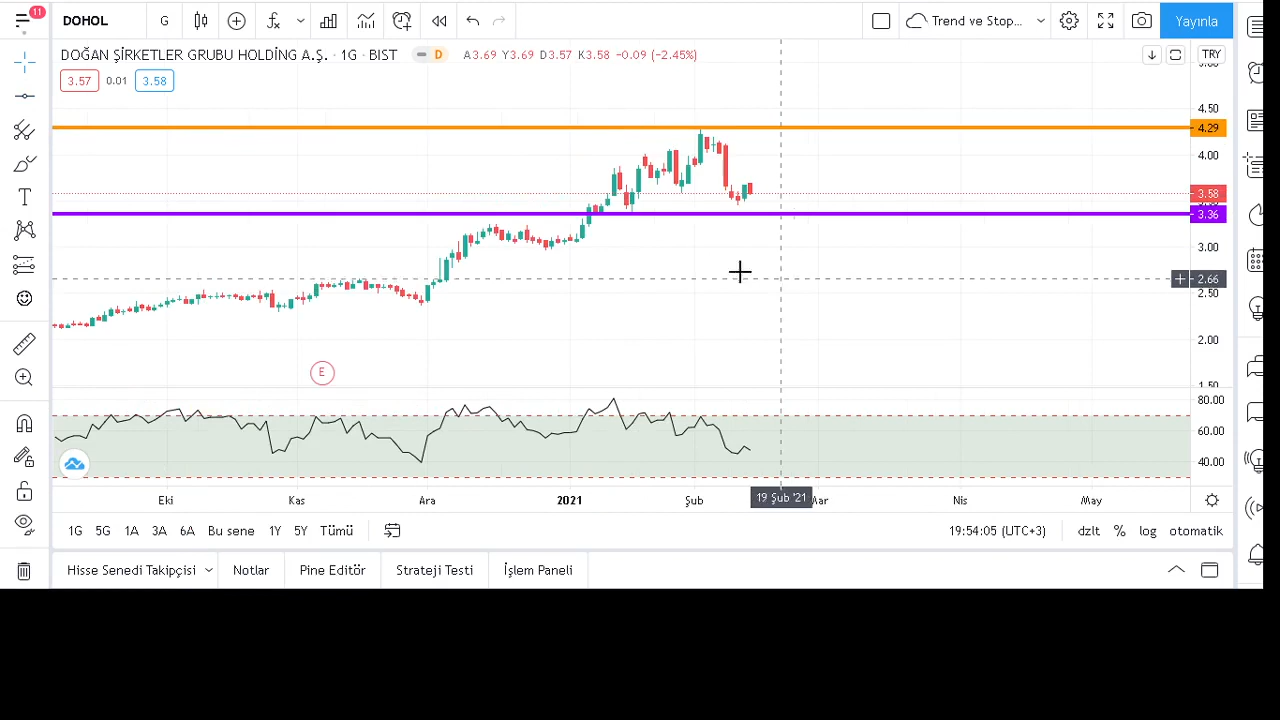 11
DOHOL
G
Trend ve Stop...
Yayınla
DOĞAN ŞİRKETLER GRUBU HOLDİNG A.Ş. · 1G · BIST
D
A3.69 Y3.69 D3.57 K3.58 -0.09 (-2.45%)
TRY
3.57
0.01
3.58
4.50
4.29
4.00
3.58
3.36
3.00
2.66
2.50
2.00
1.50
E
80.00
60.00
40.00
Eki
Kas
Ara
2021
Şub
19 Şub '21
Mar
Nis
May
1G 5G 1A 3A 6A Bu sene 1Y 5Y Tümü
19:54:05 (UTC+3)
dzlt % log otomatik
Hisse Senedi Takipçisi
Notlar
Pine Editör
Strateji Testi
İşlem Paneli